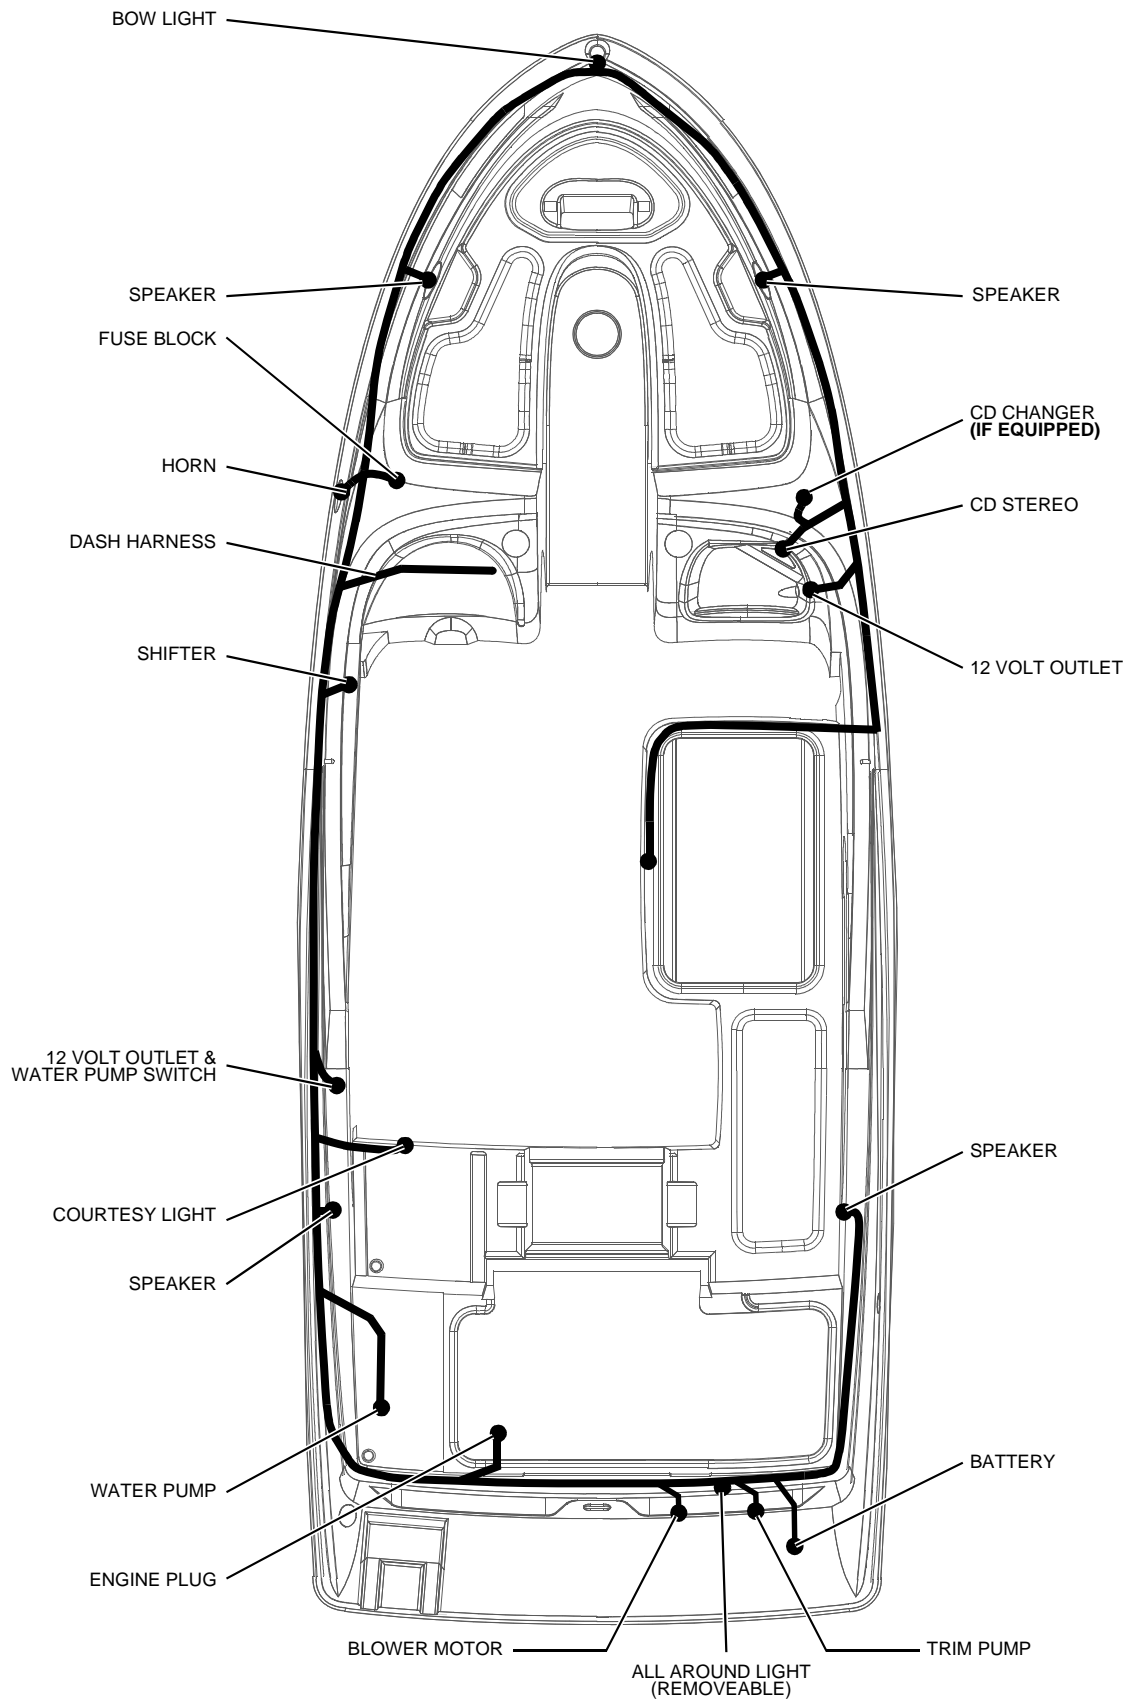 BOW LIGHT
SPEAKER
SPEAKER
FUSE BLOCK
CD CHANGER
(IF EQUIPPED)
HORN
CD STEREO
DASH HARNESS
SHIFTER
12 VOLT OUTLET
12 VOLT OUTLET &
WATER PUMP SWITCH
SPEAKER
COURTESY LIGHT
SPEAKER
BATTERY
WATER PUMP
ENGINE PLUG
BLOWER MOTOR
TRIM PUMP
ALL AROUND LIGHT
(REMOVEABLE)